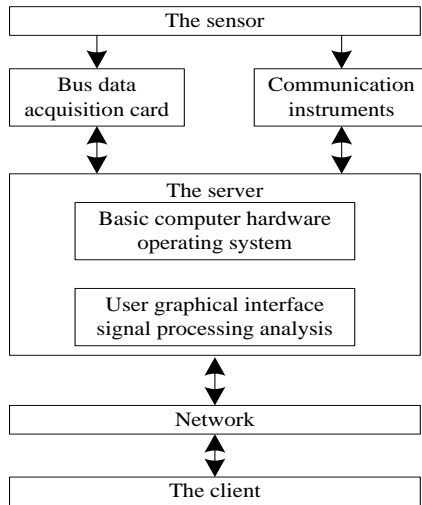 The sensor
Bus data
acquisition card
Communication
instruments
The server
Basic computer hardware
operating system
User graphical interface
signal processing analysis
Network
The client